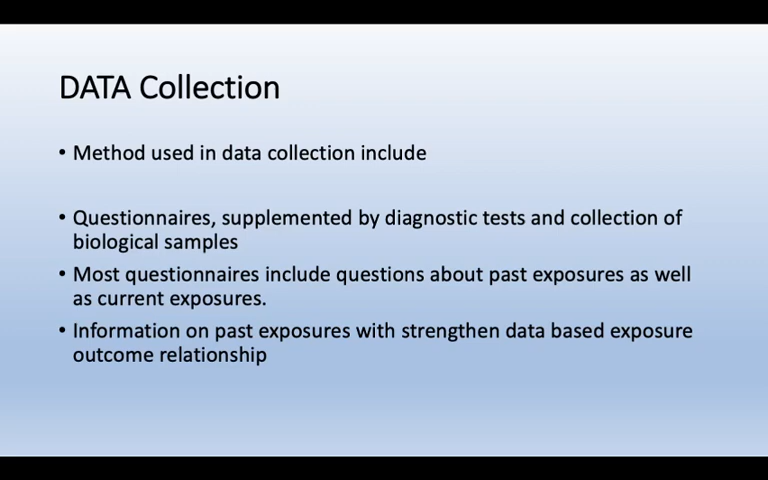 DATA Collection
• Method used in data collection include
• Questionnaires, supplemented by diagnostic tests and collection of
biological samples
• Most questionnaires include questions about past exposures as well
as current exposures.
• Information on past exposures with strengthen data based exposure
outcome relationship